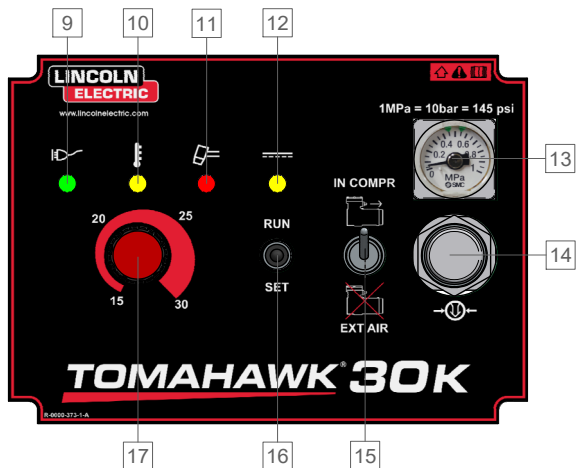 9 10 11 12
LINCOLN
ELECTRIC
www.lincolnelectric.com
1MPa = 10bar = 145 psi
0 0.2 0.4 0.6 0.8 1
MPa
SMC
13
IN COMPR
20 25
15 30
RUN
SET
14
EXT AIR
TOMAHAWK® 30K
R-0000-373-1-A
17 16 15